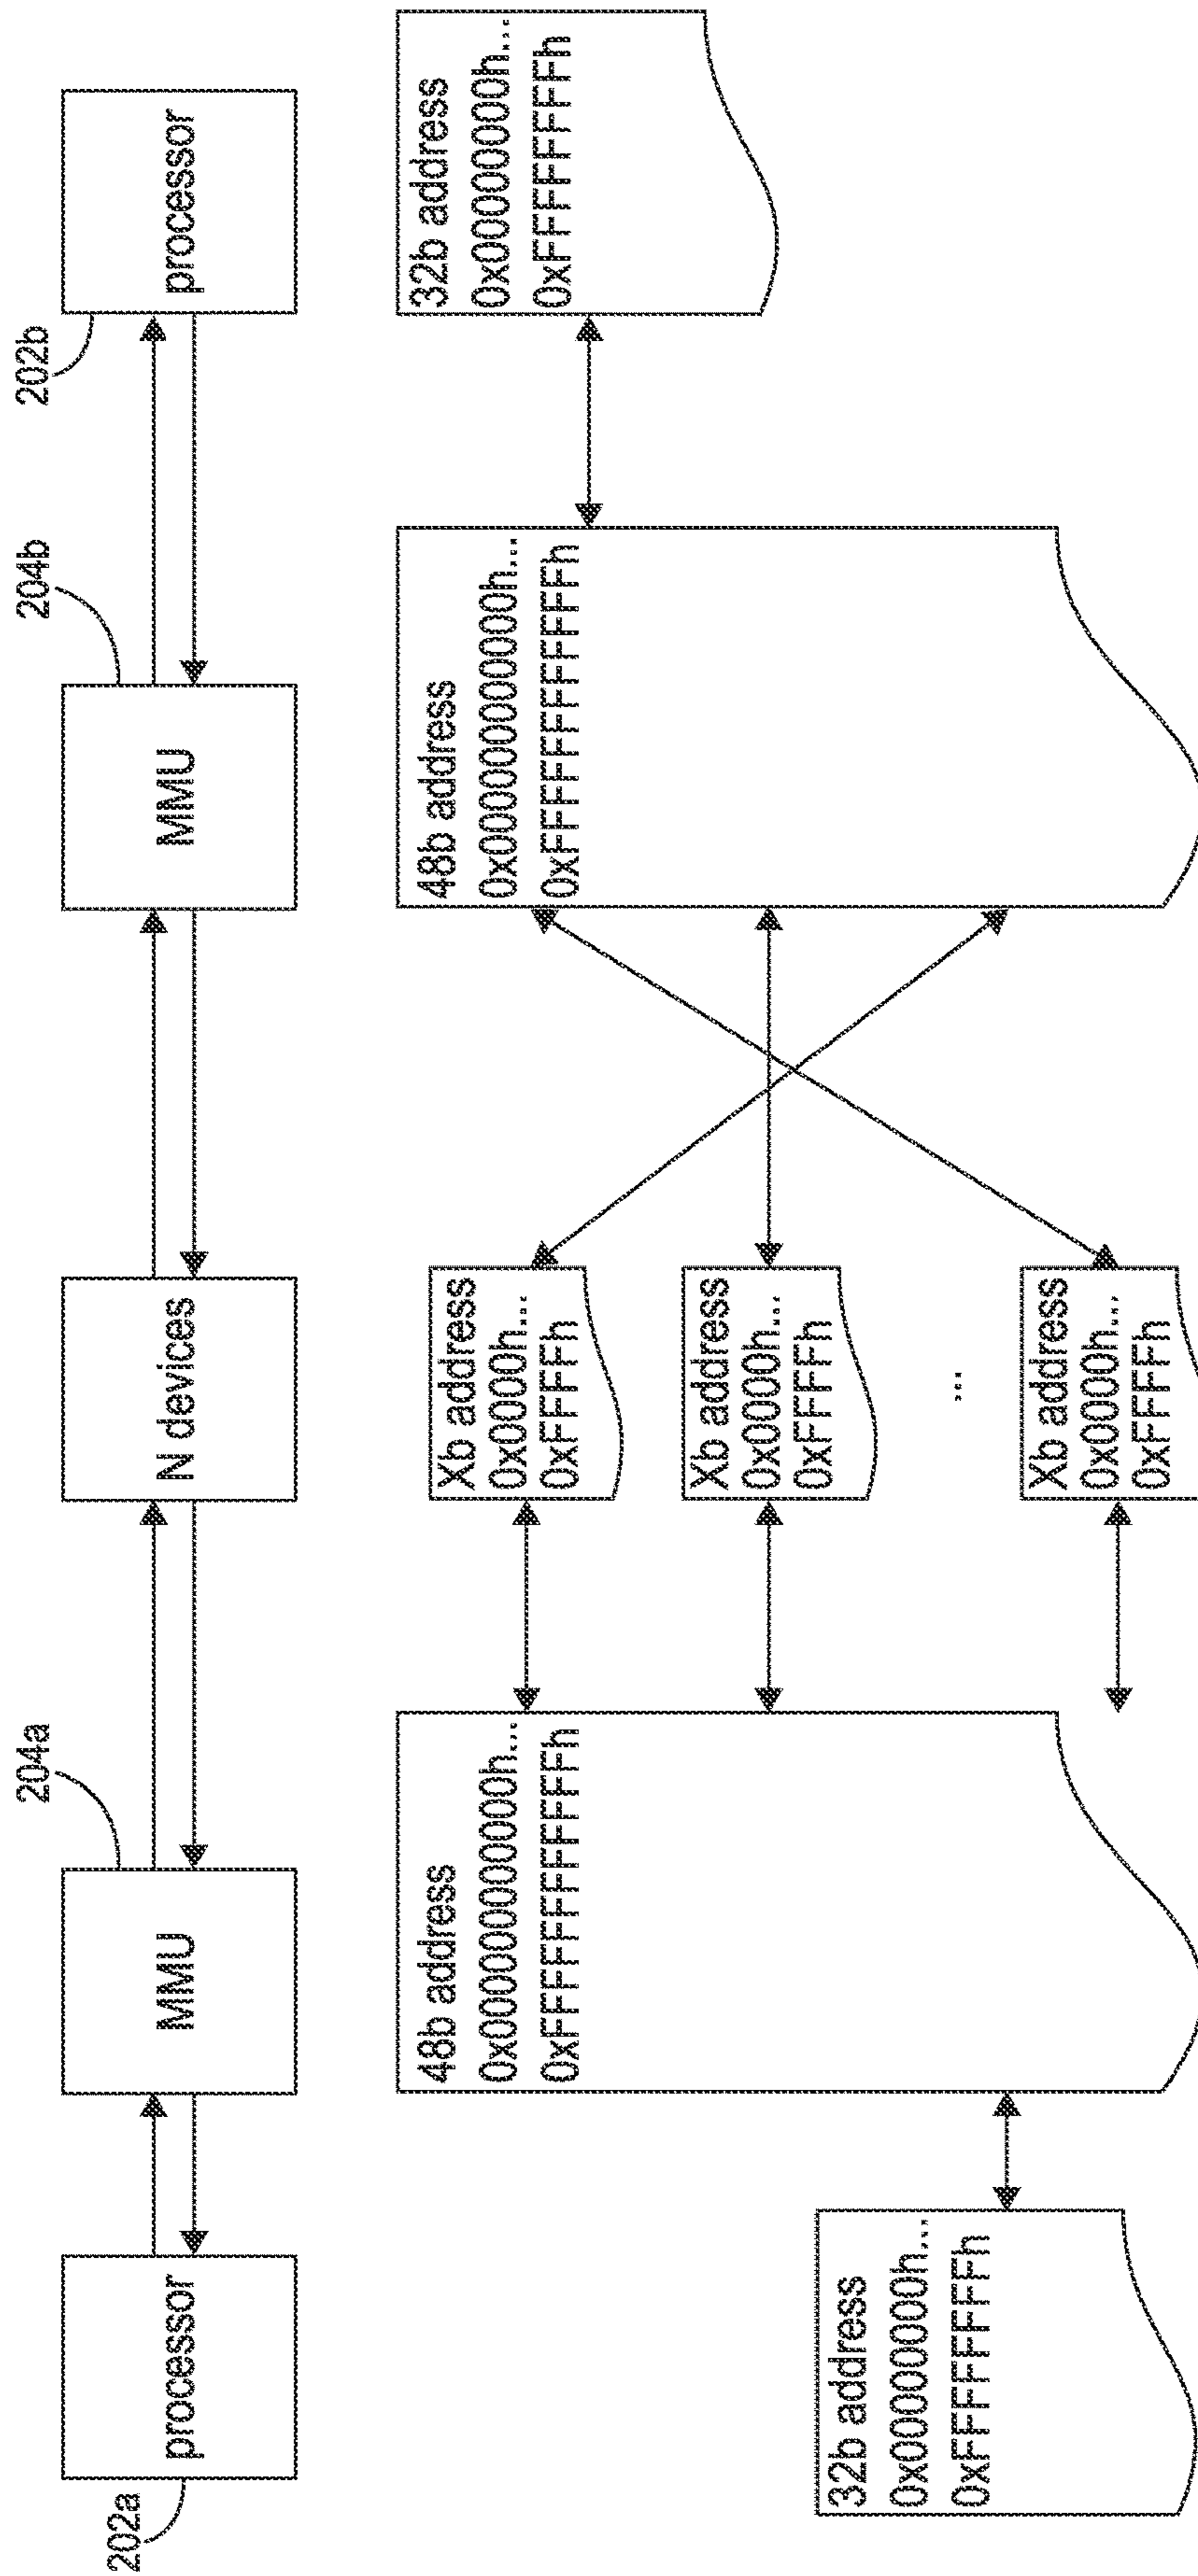 202a
204a
204b
202b
processor
MMU
N devices
MMU
processor
32b address
0x00000000h...
0xFFFFFFFFh
48b address
0x000000000000h...
0xFFFFFFFFFFFFh
Xb address
0x0000h...
0xFFFFh
Xb address
0x0000h...
0xFFFFh
...
Xb address
0x0000h...
0xFFFFh
48b address
0x000000000000h...
0xFFFFFFFFFFFFh
32b address
0x00000000h...
0xFFFFFFFFh